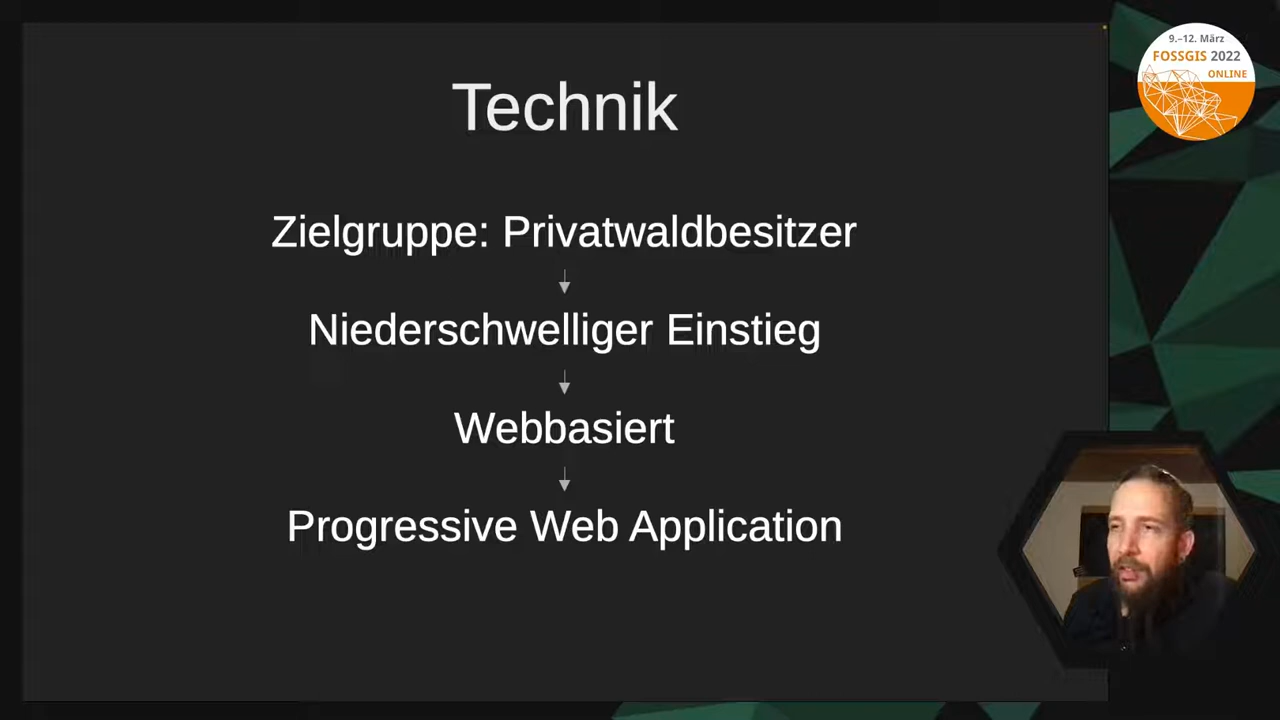 Technik
Zielgruppe: Privatwaldbesitzer
Niederschwelliger Einstieg
Webbasiert
Progressive Web Application
9.–12. März
FOSSGIS 2022
ONLINE